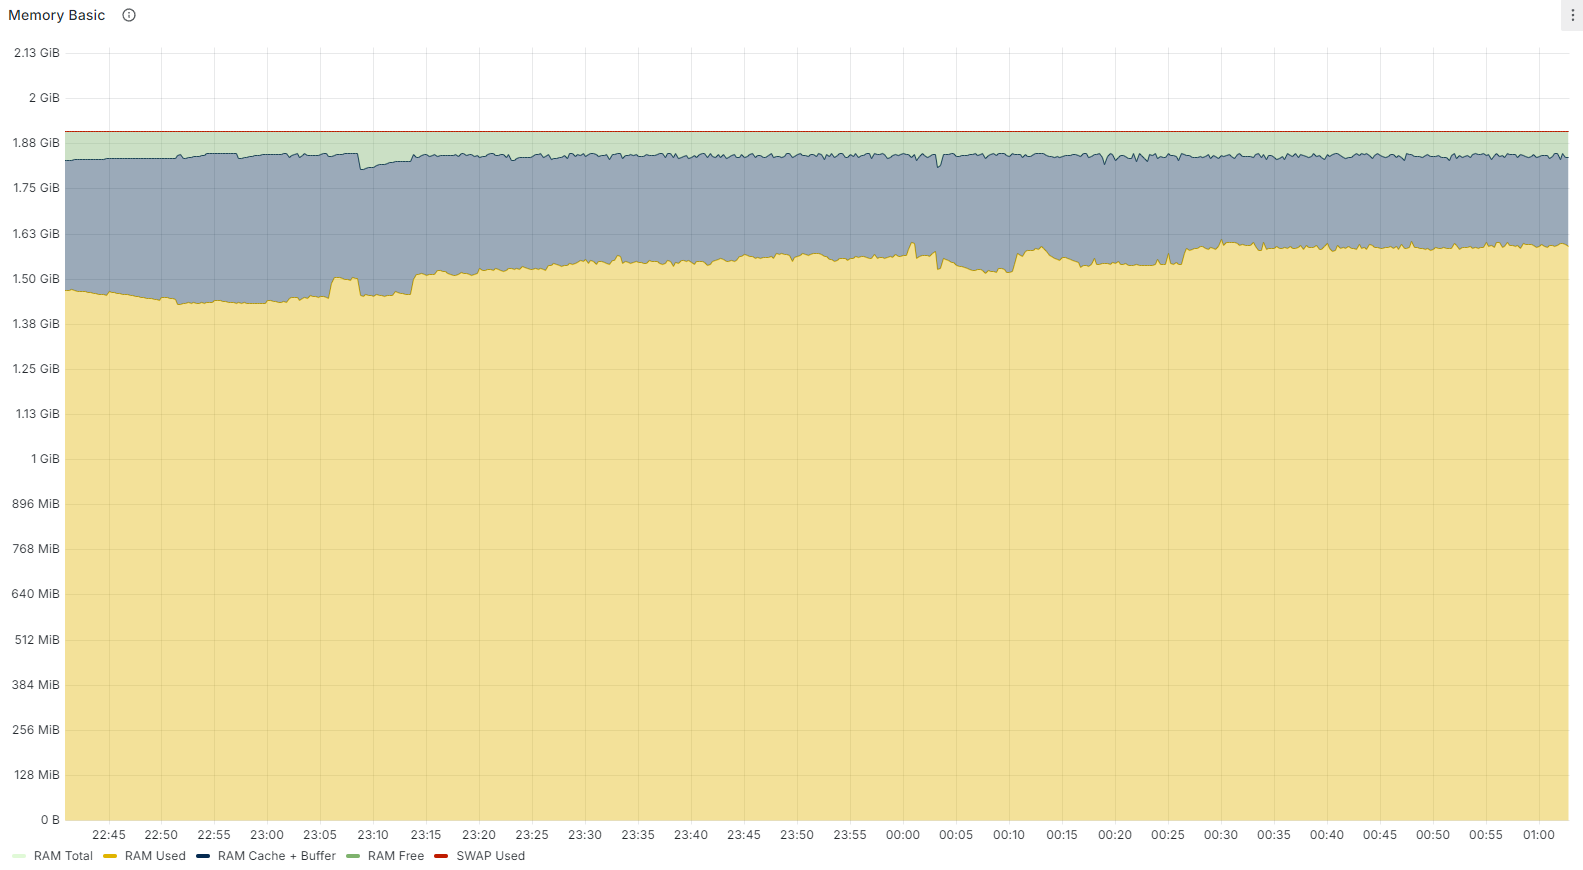 Memory Basic
2.13 GiB
2 GiB
1.88 GiB
1.75 GiB
1.63 GiB
1.50 GiB
1.38 GiB
1.25 GiB
1.13 GiB
1 GiB
896 MiB
768 MiB
640 MiB
512 MiB
384 MiB
256 MiB
128 MiB
0 B
22:45 22:50 22:55 23:00 23:05 23:10 23:15 23:20 23:25 23:30 23:35 23:40 23:45 23:50 23:55 00:00 00:05 00:10 00:15 00:20 00:25 00:30 00:35 00:40 00:45 00:50 00:55 01:00
RAM Total RAM Used RAM Cache + Buffer RAM Free SWAP Used